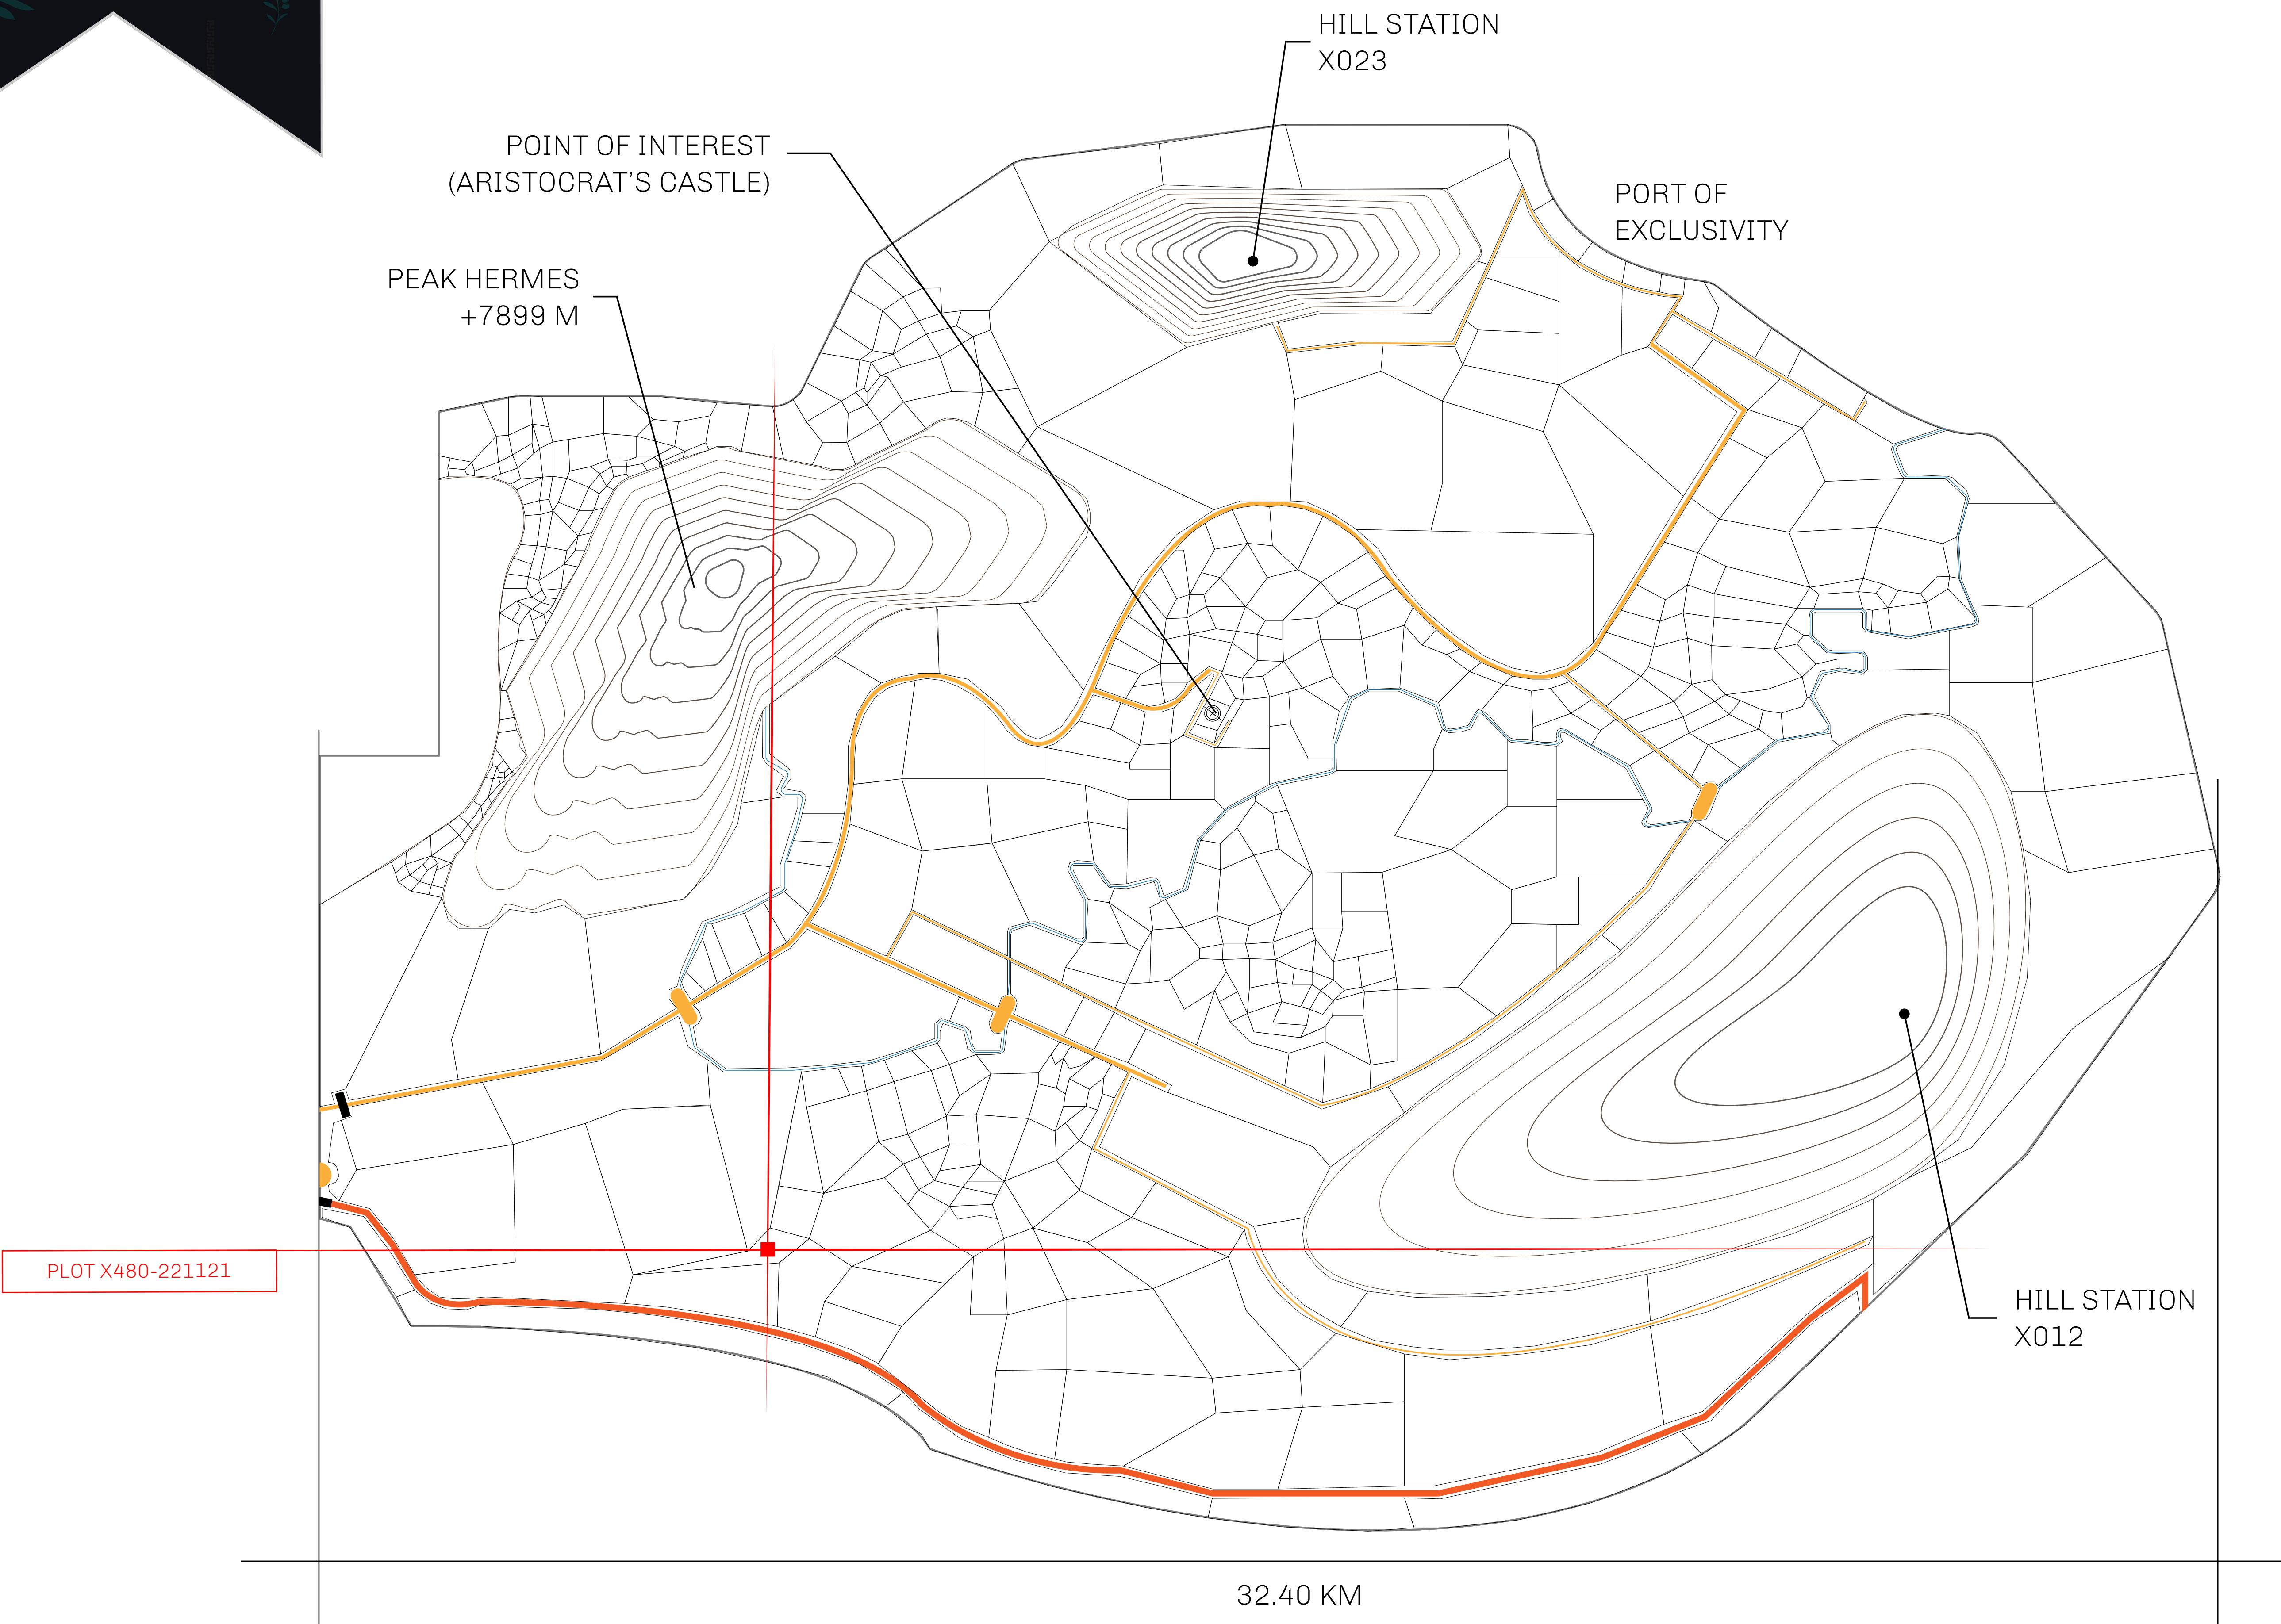 HILL STATION
X023
POINT OF INTEREST
(ARISTOCRAT'S CASTLE)
PORT OF
EXCLUSIVITY
PEAK HERMES
+7899 M
PLOT X480-221121
HILL STATION
X012
32.40 KM